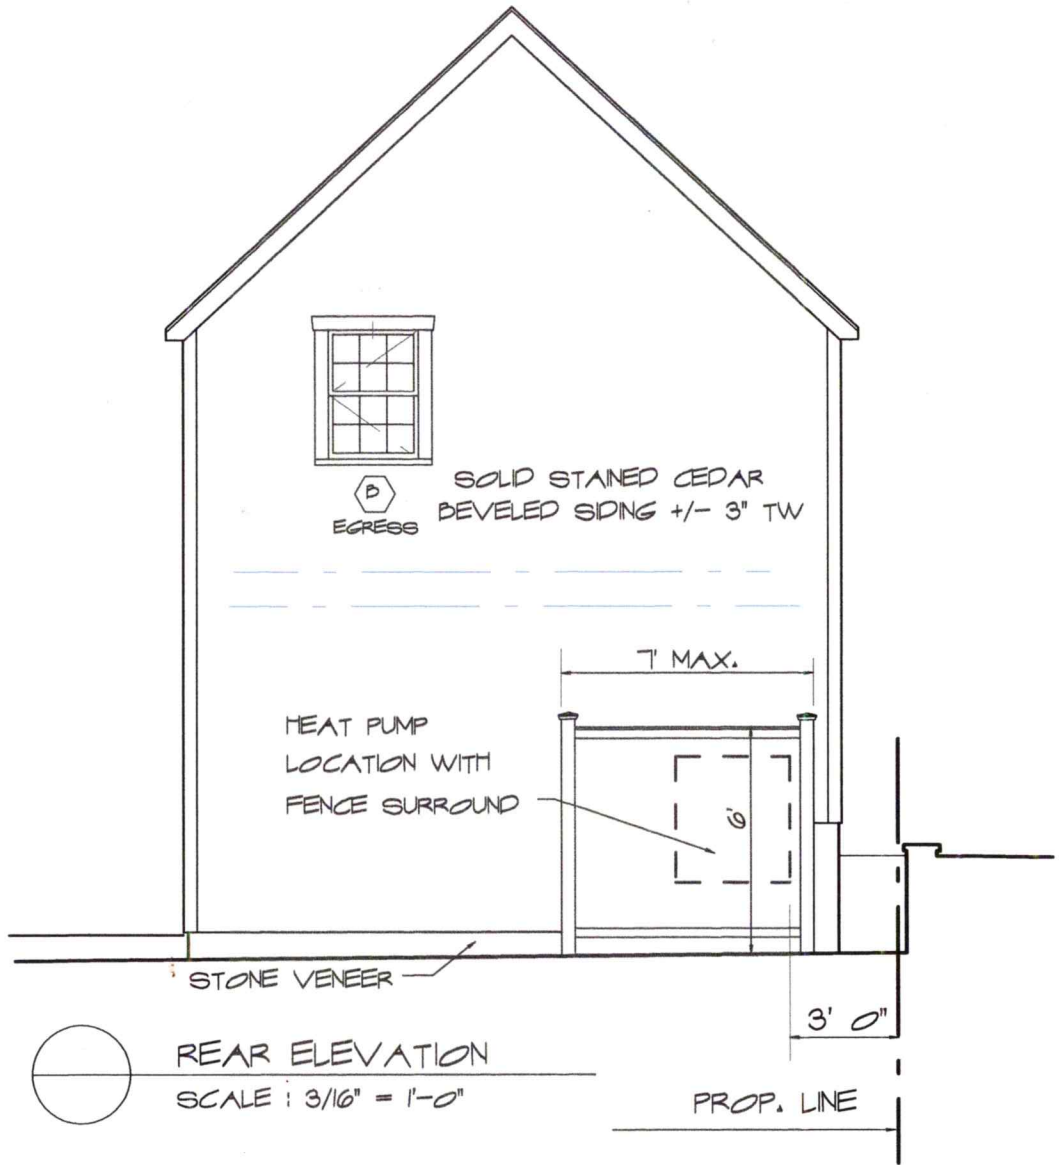 B
EGRESS
SOLID STAINED CEDAR
BEVELED SIDING +/- 3" TW
7' MAX.
HEAT PUMP
LOCATION WITH
FENCE SURROUND
6'
STONE VENEER
3' 0"
REAR ELEVATION
SCALE : 3/16" = 1'-0"
PROP. LINE